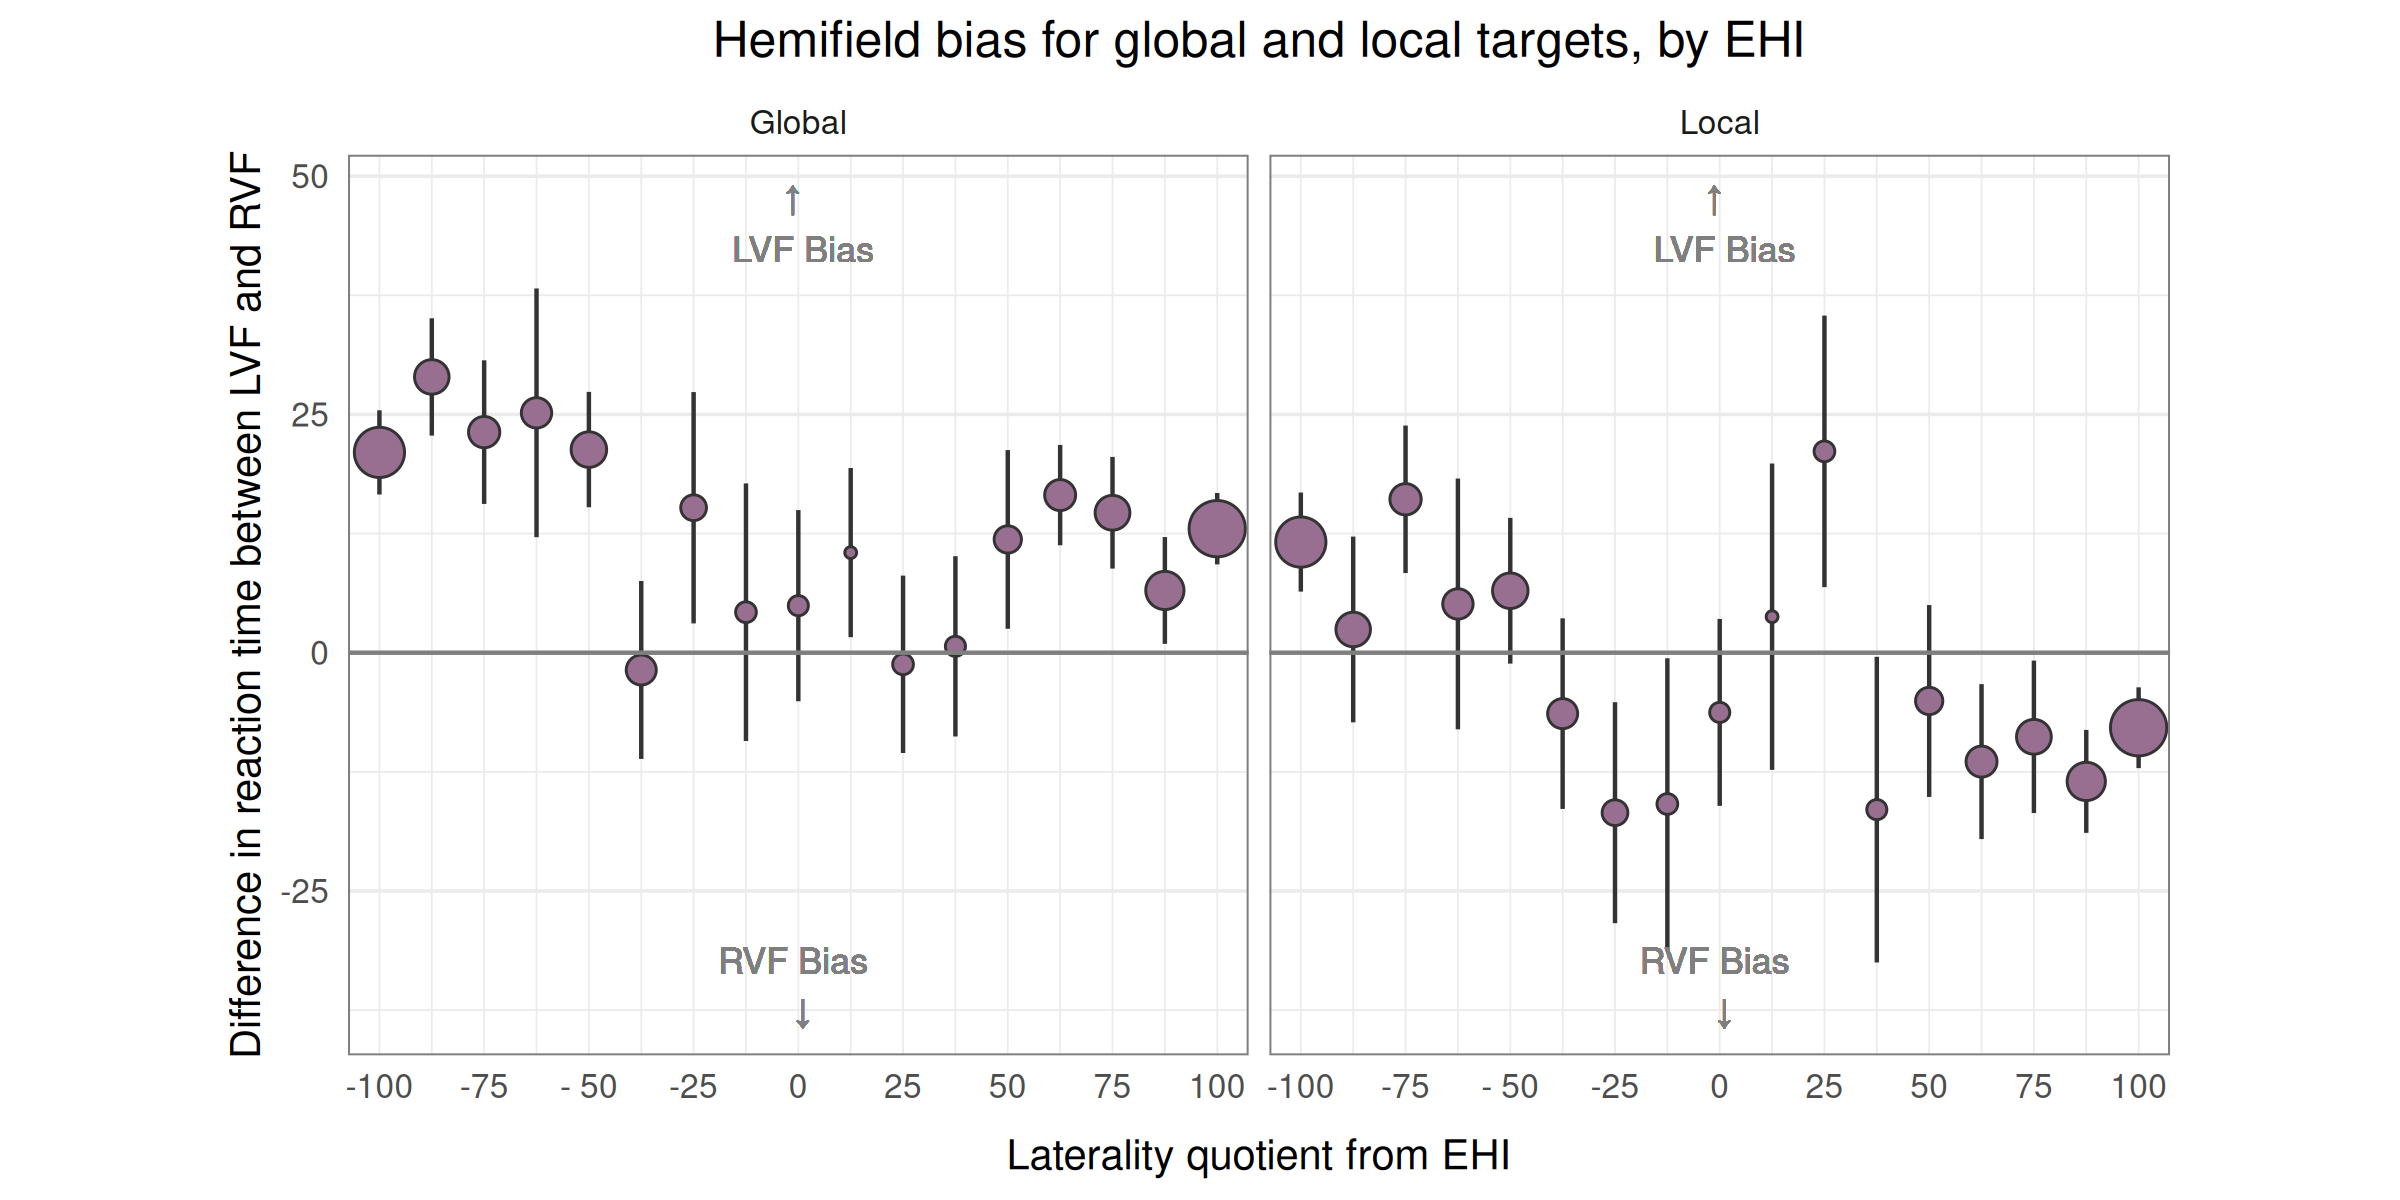 Hemifield bias for global and local targets, by EHI
Global
Local
Difference in reaction time between LVF and RVF
50
25
0
-25
↑
LVF Bias
RVF Bias
↓
↑
LVF Bias
RVF Bias
↓
-100 -75 - 50 -25 0 25 50 75 100
-100 -75 - 50 -25 0 25 50 75 100
Laterality quotient from EHI